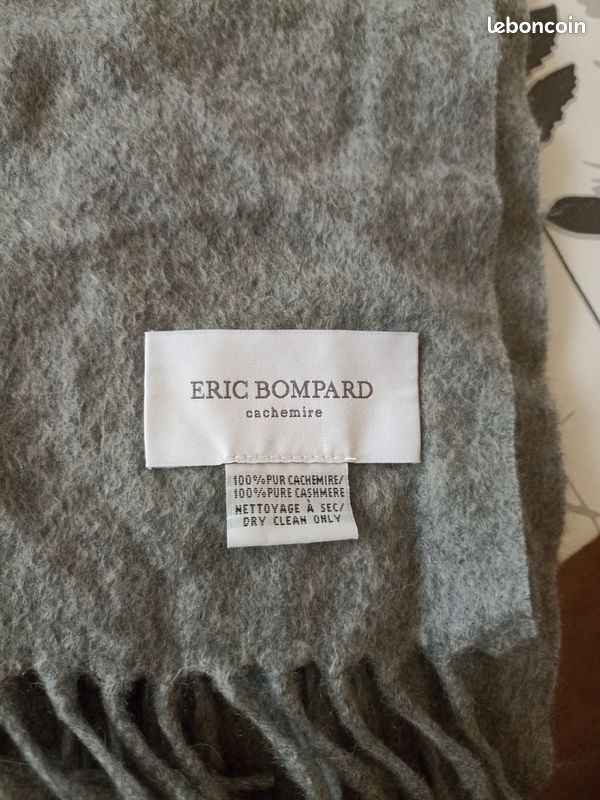 leboncoin
ERIC BOMPARD
cachemire
100%PUR CACHEMIRE/
100%PURE CASHMERE
NETTOYAGE À SEC/
DRY CLEAN ONLY